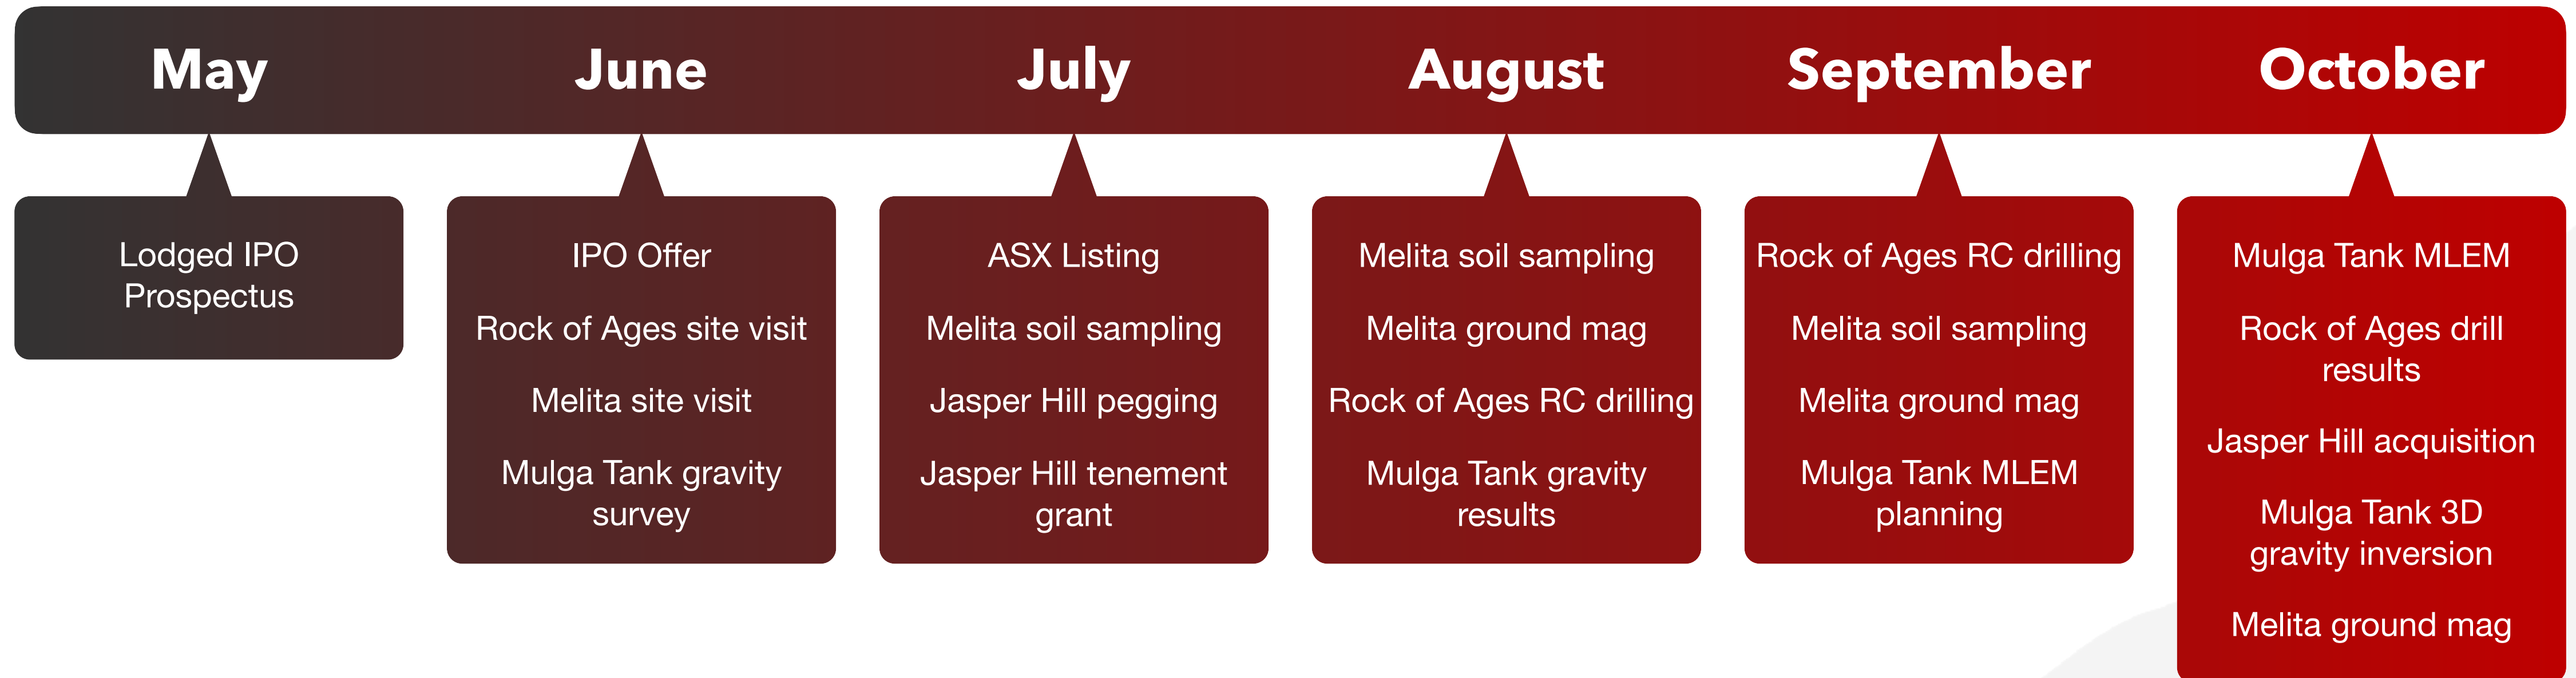 May
June
July
August
September
October
Lodged IPO
Prospectus
IPO Offer
Rock of Ages site visit
Melita site visit
Mulga Tank gravity
survey
ASX Listing
Melita soil sampling
Jasper Hill pegging
Jasper Hill tenement
grant
Melita soil sampling
Melita ground mag
Rock of Ages RC drilling
Mulga Tank gravity
results
Rock of Ages RC drilling
Melita soil sampling
Melita ground mag
Mulga Tank MLEM
planning
Mulga Tank MLEM
Rock of Ages drill
results
Jasper Hill acquisition
Mulga Tank 3D
gravity inversion
Melita ground mag